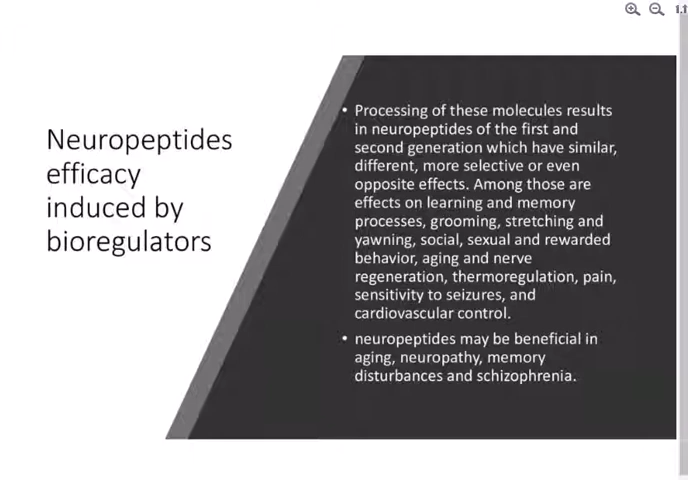 Neuropeptides
efficacy
induced by
bioregulators
• Processing of these molecules results
in neuropeptides of the first and
second generation which have similar,
different, more selective or even
opposite effects. Among those are
effects on learning and memory
processes, grooming, stretching and
yawning, social, sexual and rewarded
behavior, aging and nerve
regeneration, thermoregulation, pain,
sensitivity to seizures, and
cardiovascular control.
• neuropeptides may be beneficial in
aging, neuropathy, memory
disturbances and schizophrenia.